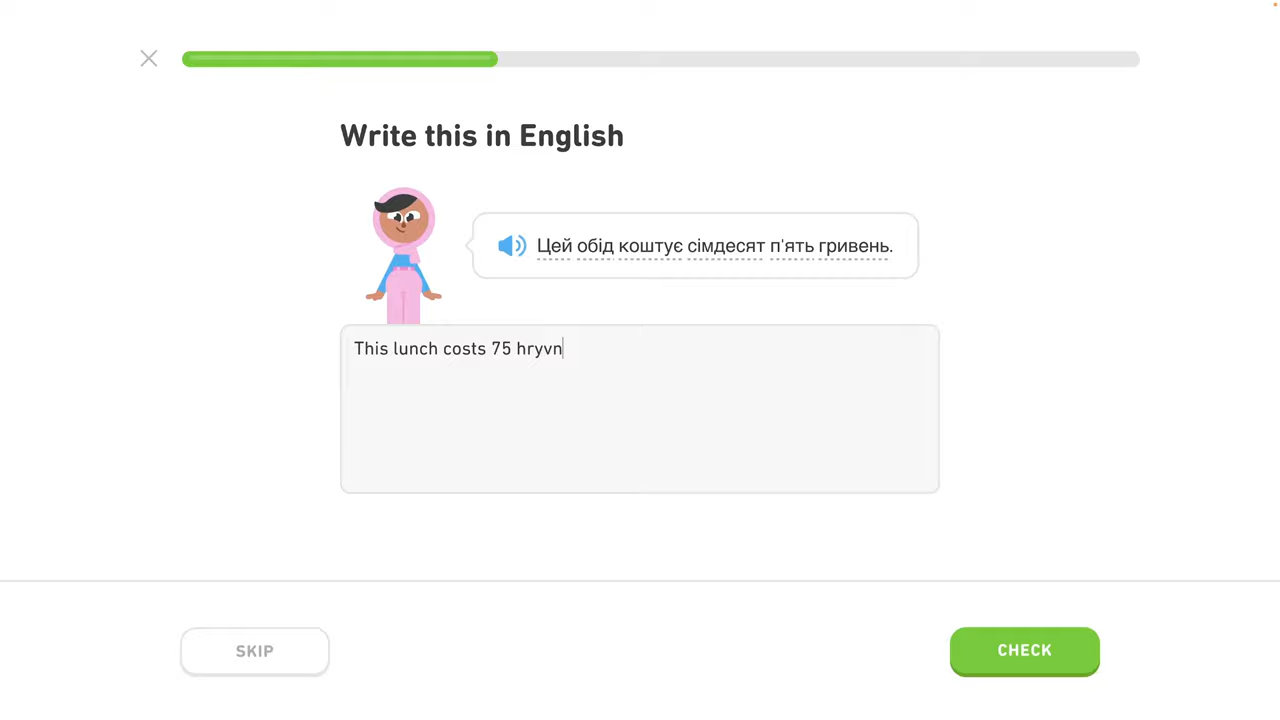 Write this in English
Цей обід коштує сімдесят п'ять гривень.
This lunch costs 75 hryvn
SKIP
CHECK